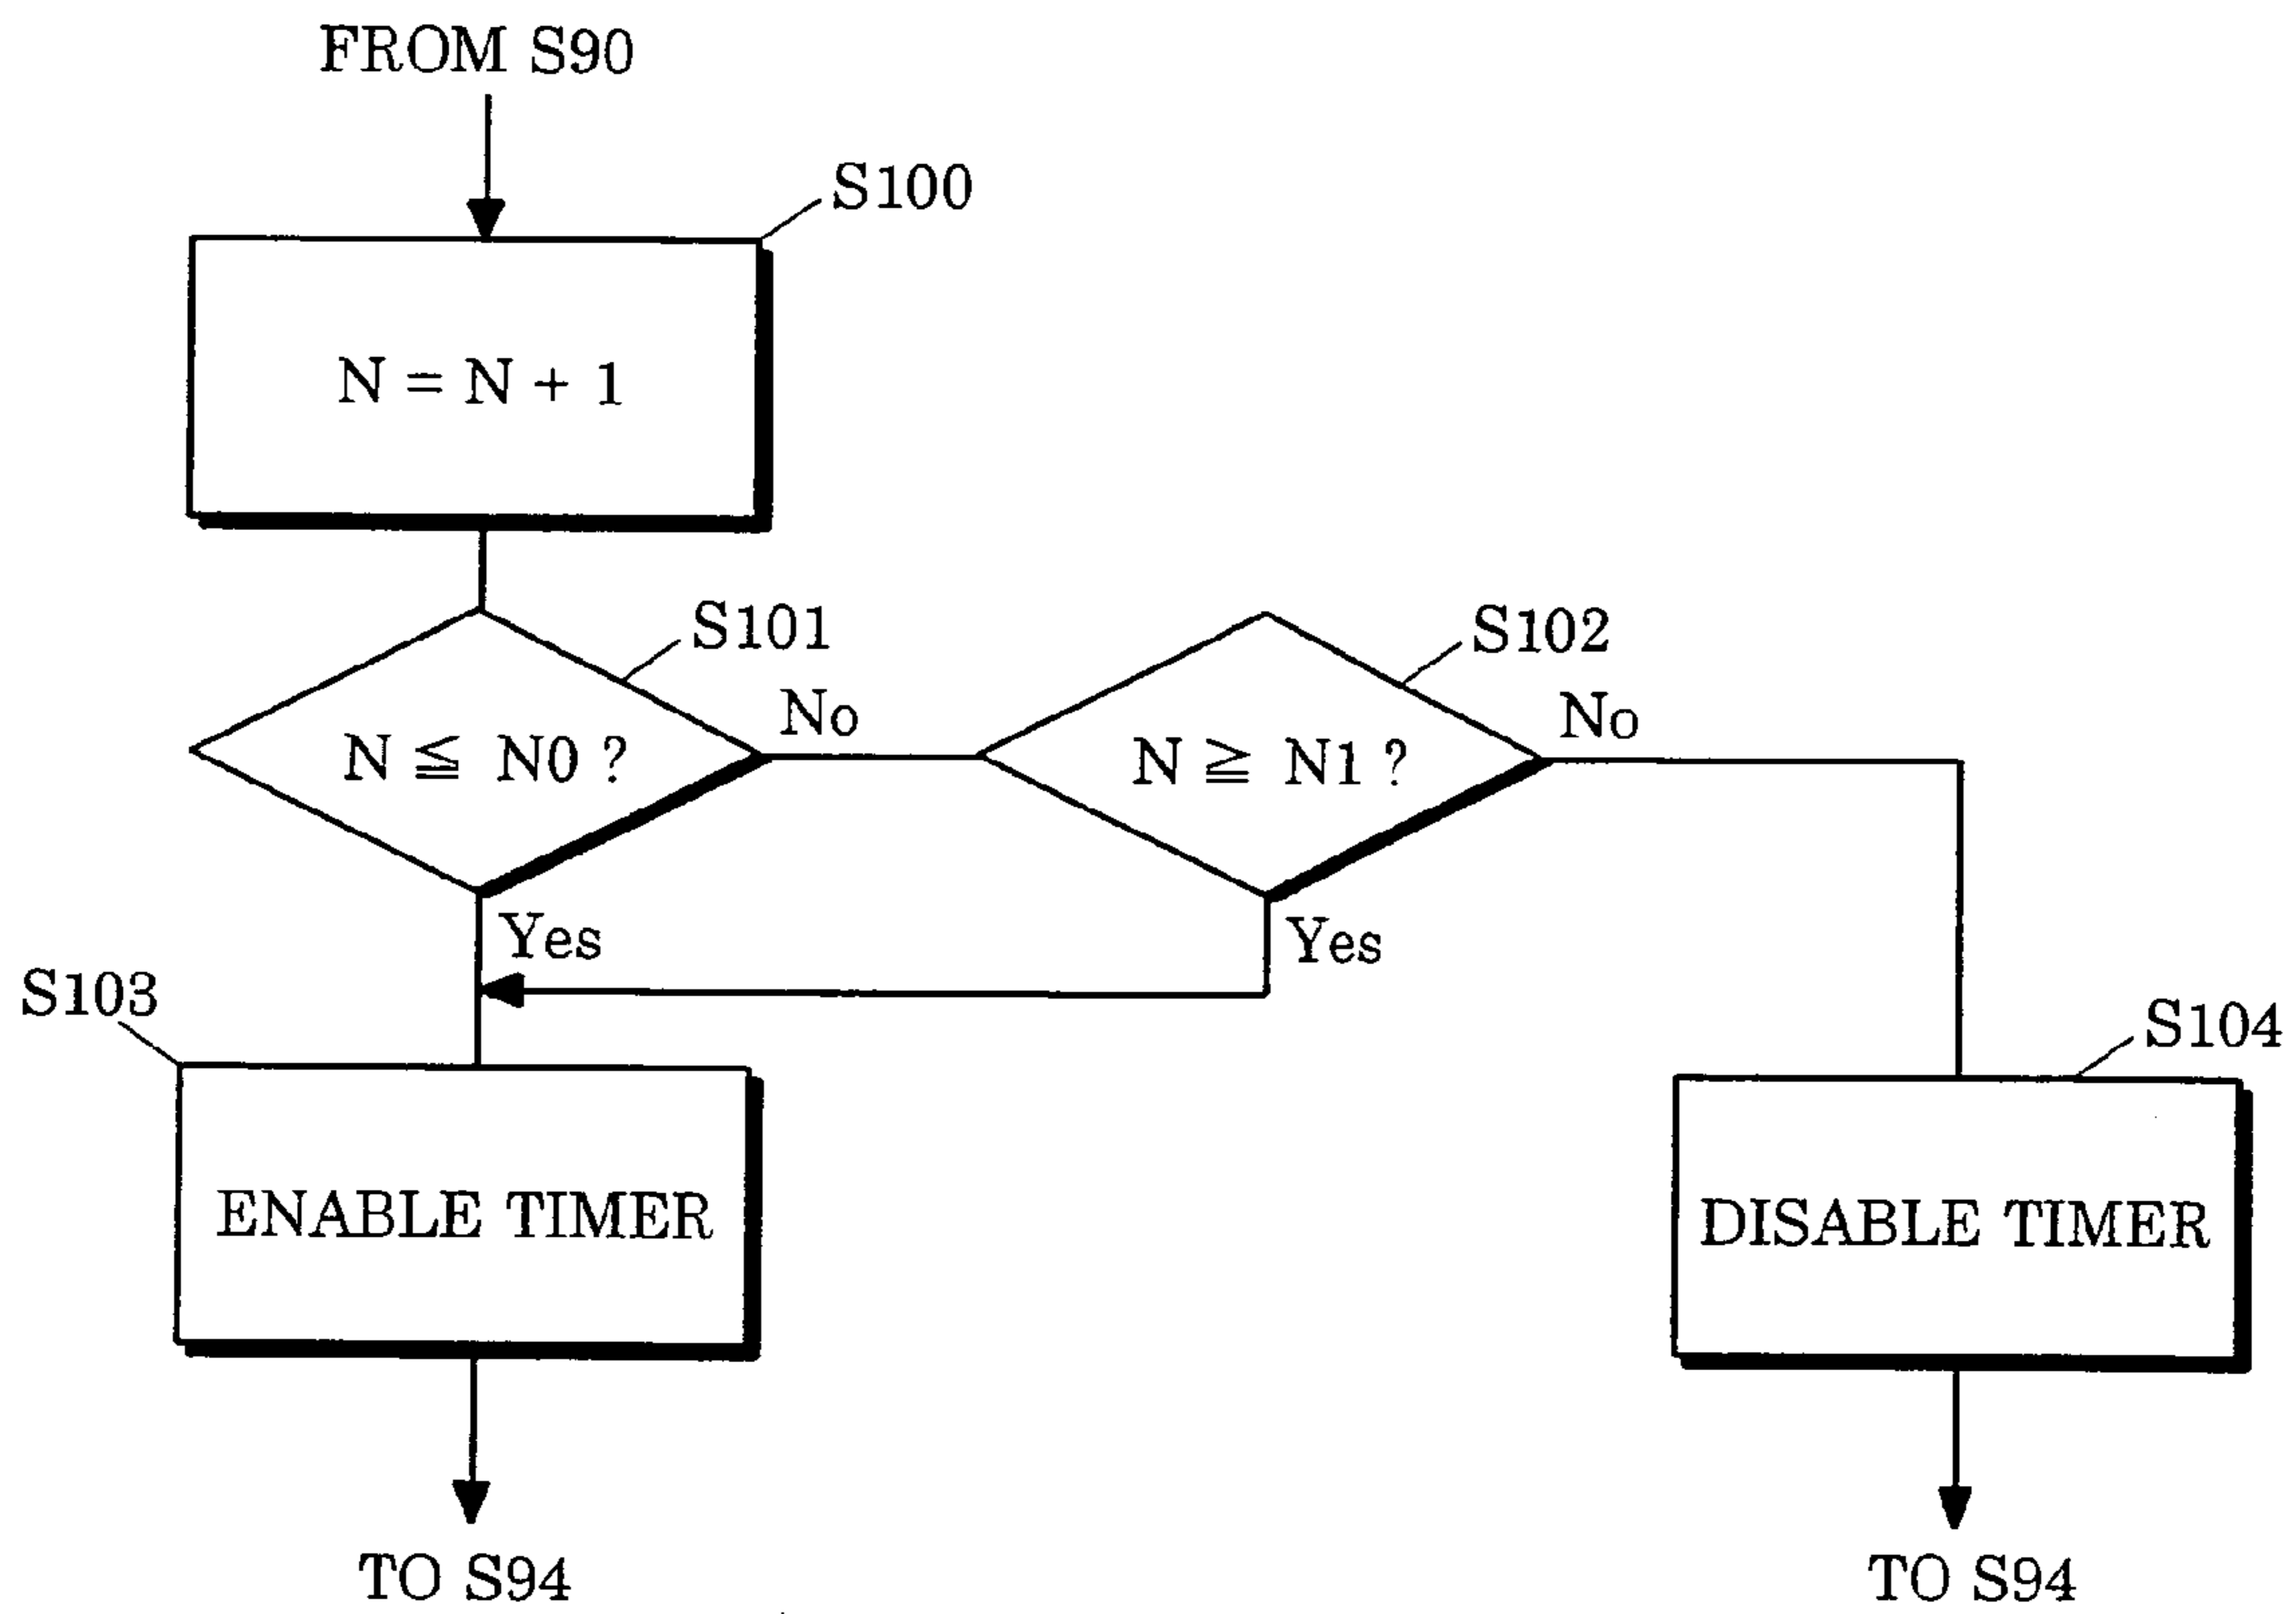 FROM S90
S100
N = N + 1
S101
S102
No
No
N ≦ N0 ?
N ≧ N1 ?
Yes
Yes
S103
S104
ENABLE TIMER
DISABLE TIMER
TO S94
TO S94